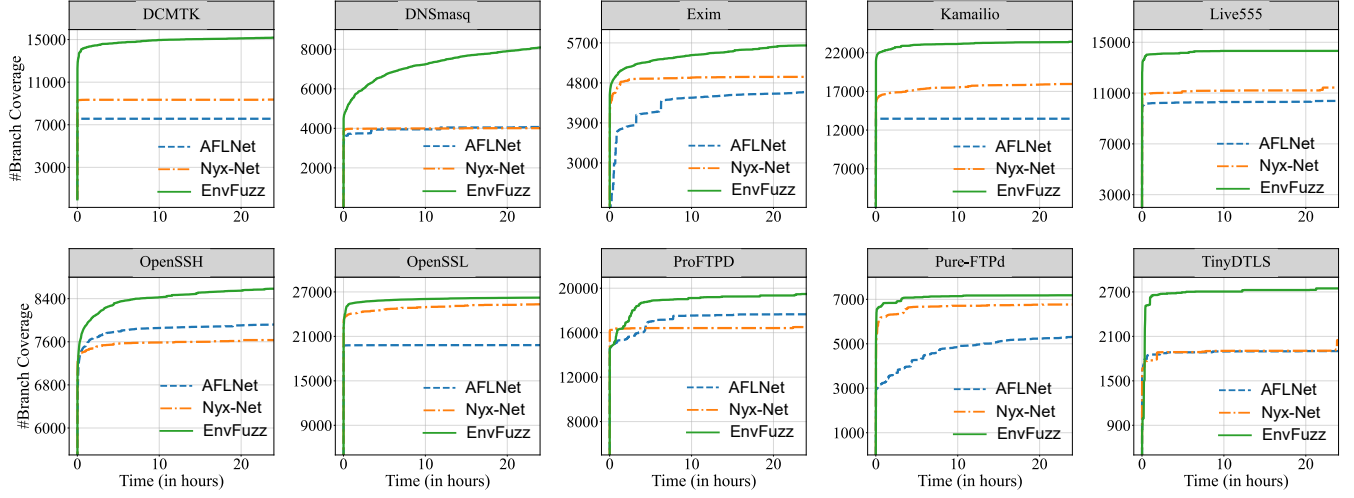 DCMTK
DNSmasq
Exim
Kamailio
Live555
#Branch Coverage
15000
11000
7000
3000
AFLNet
Nyx-Net
EnvFuzz
0 10 20
8000
6000
4000
2000
AFLNet
Nyx-Net
EnvFuzz
0 10 20
5700
4800
3900
3000
AFLNet
Nyx-Net
EnvFuzz
0 10 20
22000
17000
12000
7000
AFLNet
Nyx-Net
EnvFuzz
0 10 20
15000
11000
7000
3000
AFLNet
Nyx-Net
EnvFuzz
0 10 20
OpenSSH
OpenSSL
ProFTPD
Pure-FTPd
TinyDTLS
#Branch Coverage
8400
7600
6800
6000
AFLNet
Nyx-Net
EnvFuzz
0 10 20
Time (in hours)
27000
21000
15000
9000
AFLNet
Nyx-Net
EnvFuzz
0 10 20
Time (in hours)
20000
16000
12000
8000
AFLNet
Nyx-Net
EnvFuzz
0 10 20
Time (in hours)
7000
5000
3000
1000
AFLNet
Nyx-Net
EnvFuzz
0 10 20
Time (in hours)
2700
2100
1500
900
AFLNet
Nyx-Net
EnvFuzz
0 10 20
Time (in hours)